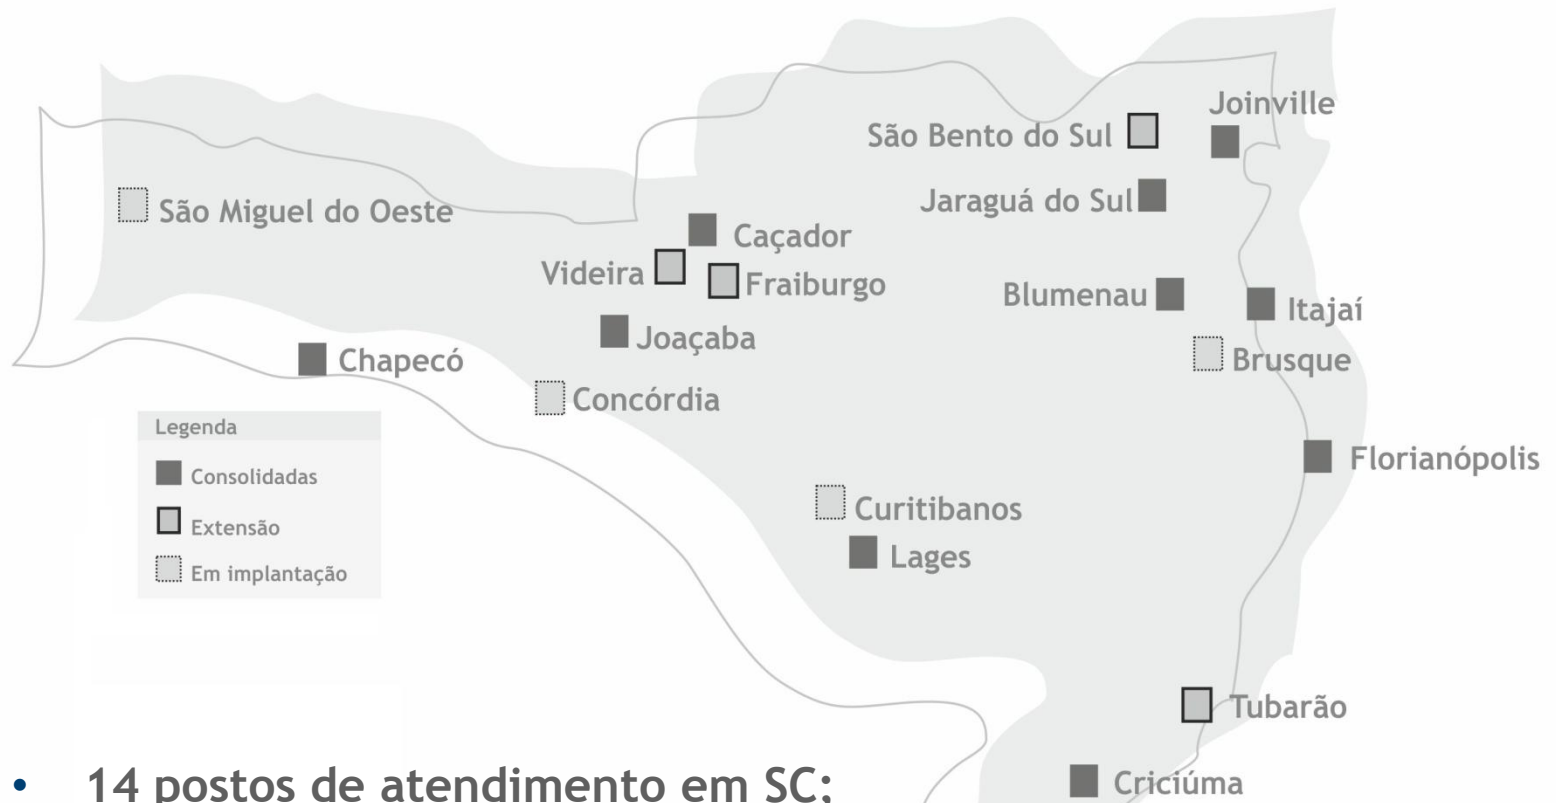 Joinville
São Bento do Sul
Jaraguá do Sul
São Miguel do Oeste
Caçador
Videira
Fraiburgo
Blumenau
Itajaí
Joaçaba
Chapecó
Brusque
Concórdia
Legenda
Consolidadas
Extensão
Em implantação
Florianópolis
Curitibanos
Lages
Tubarão
Criciúma
• 14 postos de atendimento em SC;